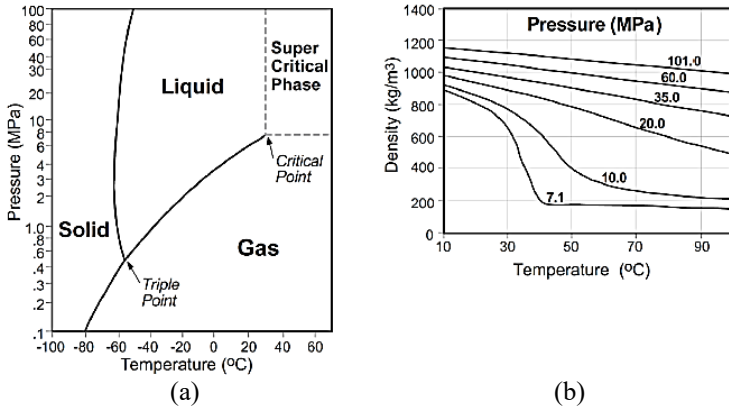 100
80
60
40
30
20
10
8
6
4
3
2
1.0
.8
.6
.4
.3
.2
.1
Pressure (MPa)
Liquid
Super
Critical
Phase
Critical
Point
Solid
Gas
Triple
Point
-100 -80 -60 -40 -20 0 20 40 60
Temperature (ºC)
(a)
Pressure (MPa)
1400
1200
1000
800
600
400
200
0
Density (kg/m³)
101.0
60.0
35.0
20.0
10.0
7.1
10 30 50 70 90
Temperature (ºC)
(b)